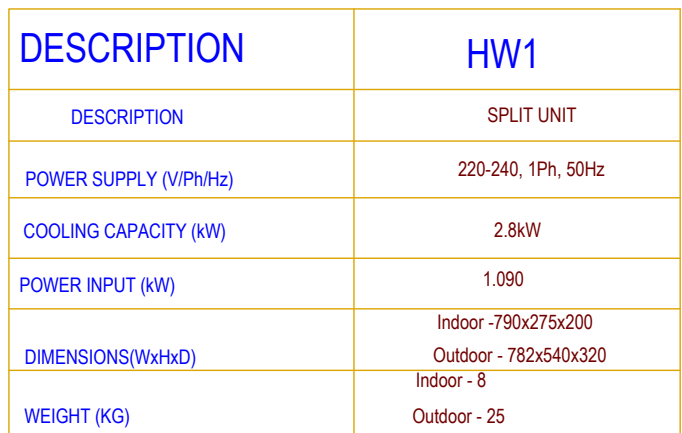 DESCRIPTION HW1
DESCRIPTION SPLIT UNIT
POWER SUPPLY (V/Ph/Hz) 220-240, 1Ph, 50Hz
COOLING CAPACITY (kW) 2.8kW
POWER INPUT (kW) 1.090
Indoor -790x275x200
DIMENSIONS(WxHxD) Outdoor - 782x540x320
Indoor - 8
WEIGHT (KG) Outdoor - 25